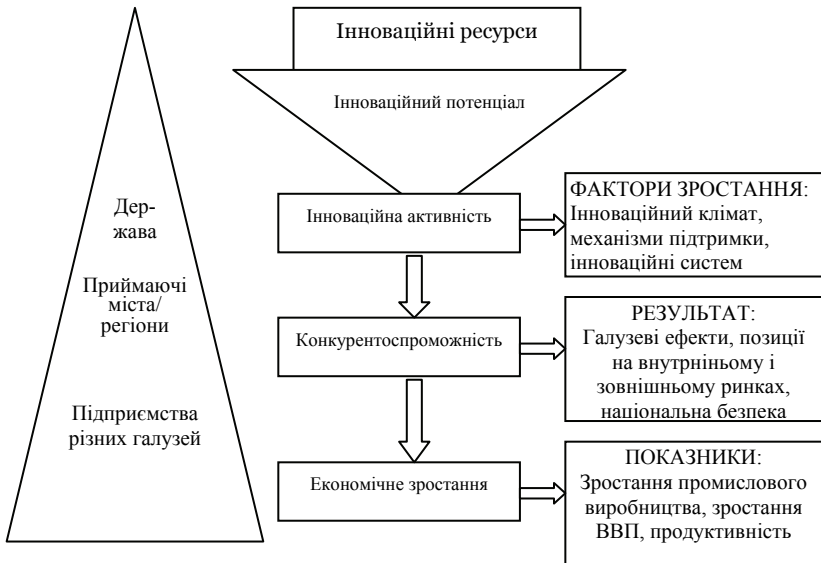 Інноваційні ресурси
Інноваційний потенціал
Дер-
жава
Приймаючі
міста/
регіони
Підприємства
різних галузей
Інноваційна активність
ФАКТОРИ ЗРОСТАННЯ:
Інноваційний клімат,
механізми підтримки,
інноваційні систем
Конкурентоспроможність
РЕЗУЛЬТАТ:
Галузеві ефекти, позиції
на внутрніньому і
зовнішньому ринках,
національна безпека
Економічне зростання
ПОКАЗНИКИ:
Зростання промислового
виробництва, зростання
ВВП, продуктивність